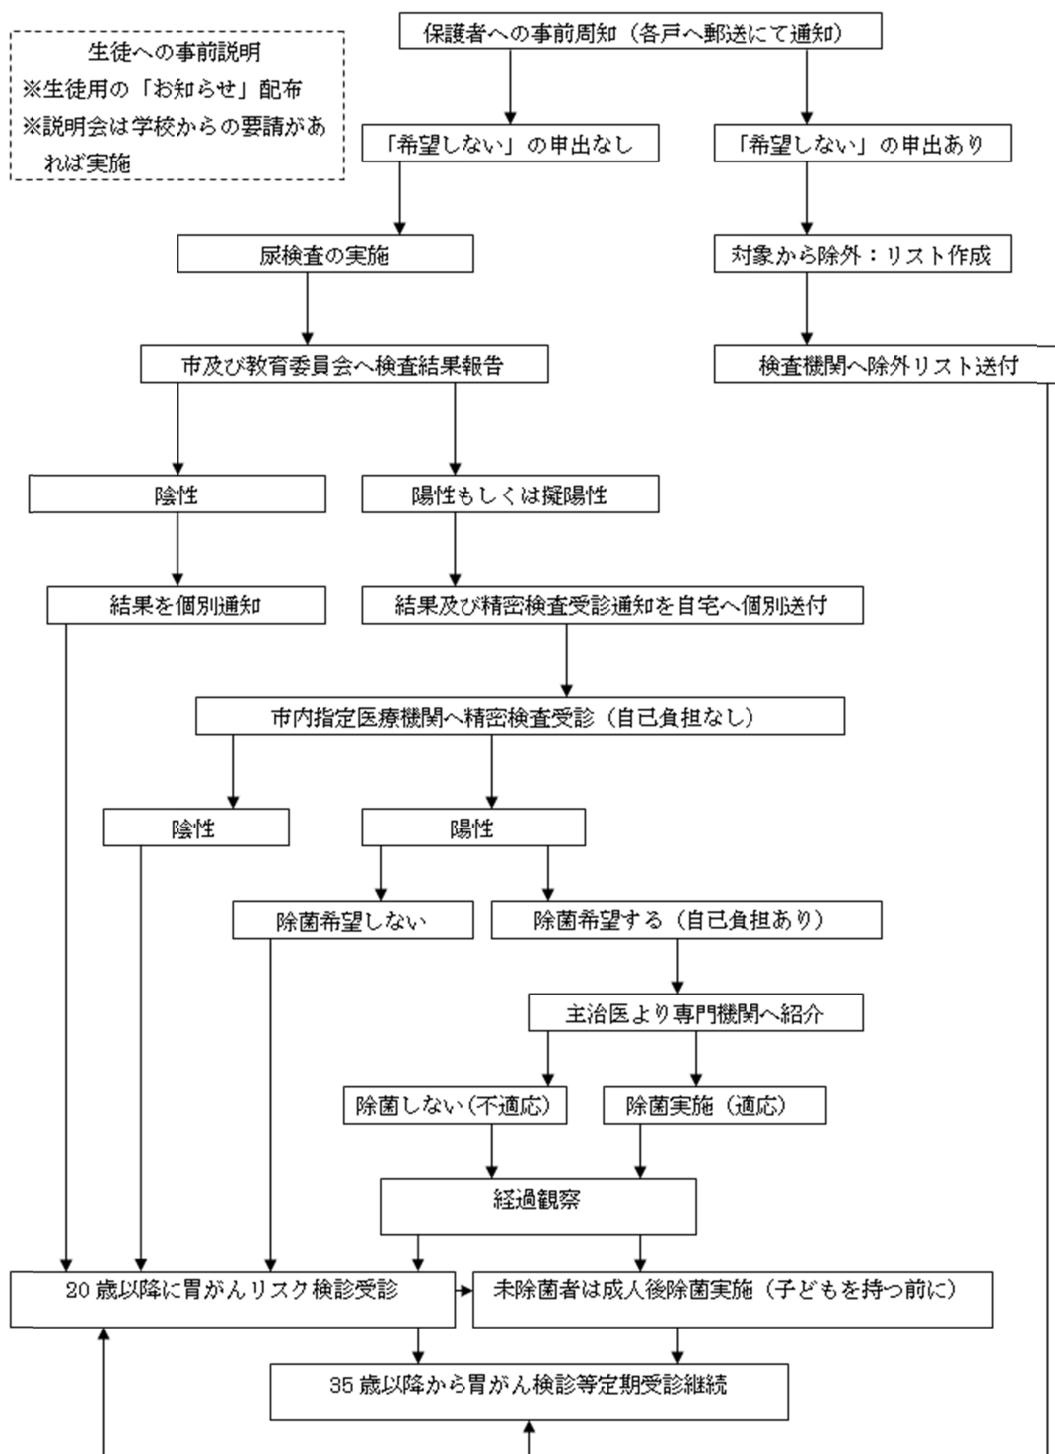 保護者への事前周知（各戸へ郵送にて通知）
生徒への事前説明
※生徒用の「お知らせ」配布
※説明会は学校からの要請があ
れば実施
「希望しない」の申出なし
「希望しない」の申出あり
尿検査の実施
対象から除外：リスト作成
市及び教育委員会へ検査結果報告
検査機関へ除外リスト送付
陰性
陽性もしくは擬陽性
結果を個別通知
結果及び精密検査受診通知を自宅へ個別送付
市内指定医療機関へ精密検査受診（自己負担なし）
陰性
陽性
除菌希望しない
除菌希望する（自己負担あり）
主治医より専門機関へ紹介
除菌しない(不適応)
除菌実施（適応）
経過観察
20 歳以降に胃がんリスク検診受診
未除菌者は成人後除菌実施（子どもを持つ前に）
35 歳以降から胃がん検診等定期受診継続